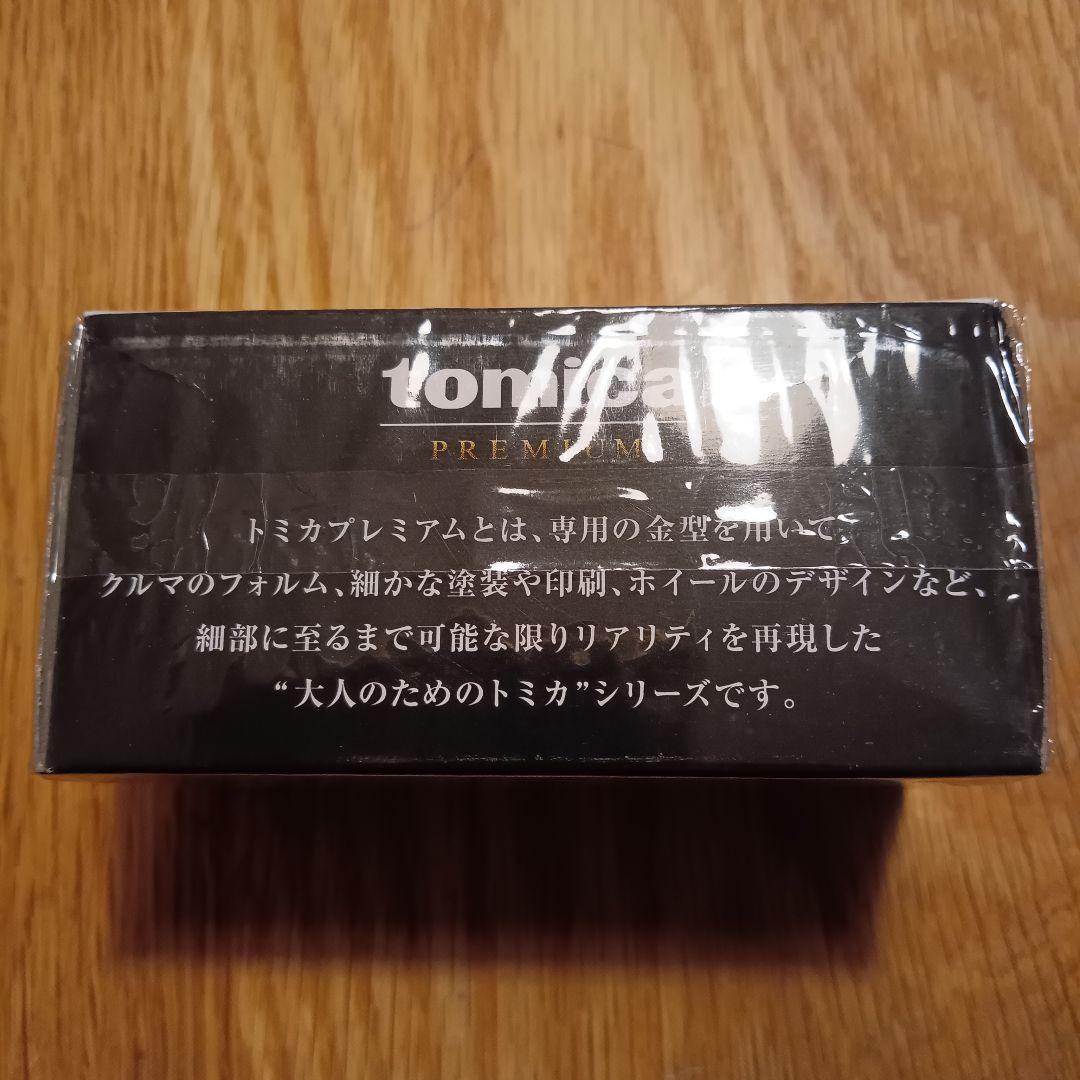 tomica
PREMIUM
トミカプレミアムとは、専用の金型を用いて、
クルマのフォルム、細かな塗装や印刷、ホイールのデザインなど、
細部に至るまで可能な限りリアリティを再現した
“大人のためのトミカ”シリーズです。